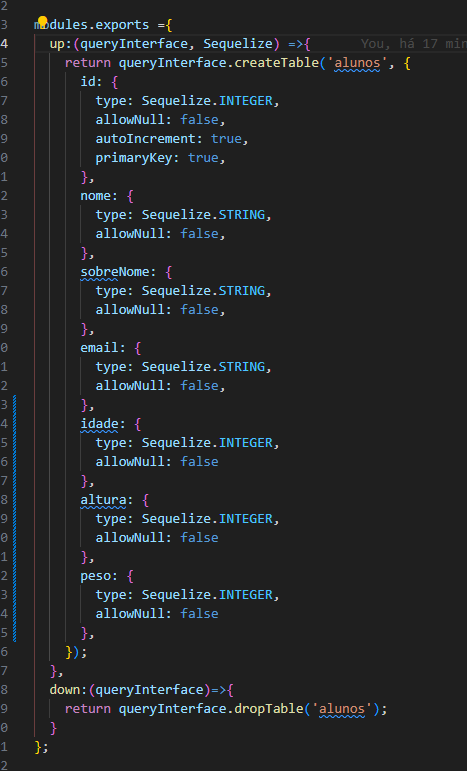 2
3 modules.exports ={
4 up:(queryInterface, Sequelize) =>{ You, há 17 min
5 return queryInterface.createTable('alunos', {
6 id: {
7 type: Sequelize.INTEGER,
8 allowNull: false,
9 autoIncrement: true,
0 primaryKey: true,
1 },
2 nome: {
3 type: Sequelize.STRING,
4 allowNull: false,
5 },
6 sobreNome: {
7 type: Sequelize.STRING,
8 allowNull: false,
9 },
0 email: {
1 type: Sequelize.STRING,
2 allowNull: false,
3 },
4 idade: {
5 type: Sequelize.INTEGER,
6 allowNull: false
7 },
8 altura: {
9 type: Sequelize.INTEGER,
0 allowNull: false
1 },
2 peso: {
3 type: Sequelize.INTEGER,
4 allowNull: false
5 },
6 });
7 },
8 down:(queryInterface)=>{
9 return queryInterface.dropTable('alunos');
0 }
1 };
2